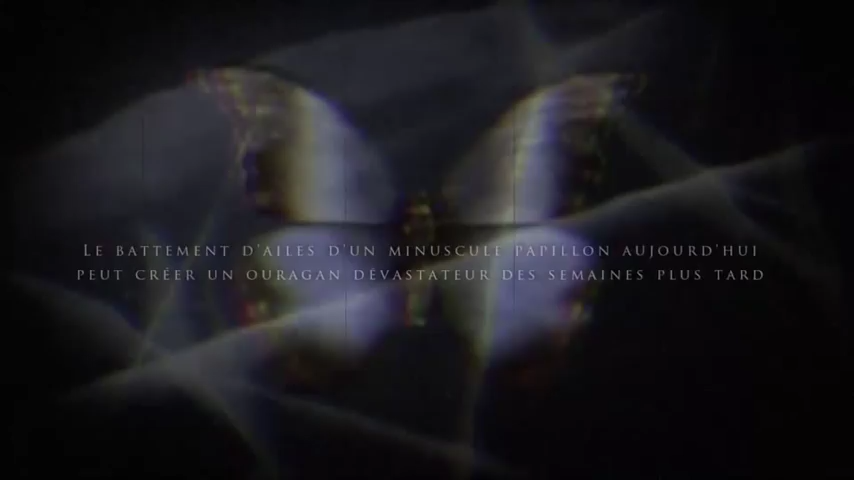 Le battement d'ailes d'un minuscule papillon aujourd'hui
peut créer un ouragan dévastateur des semaines plus tard